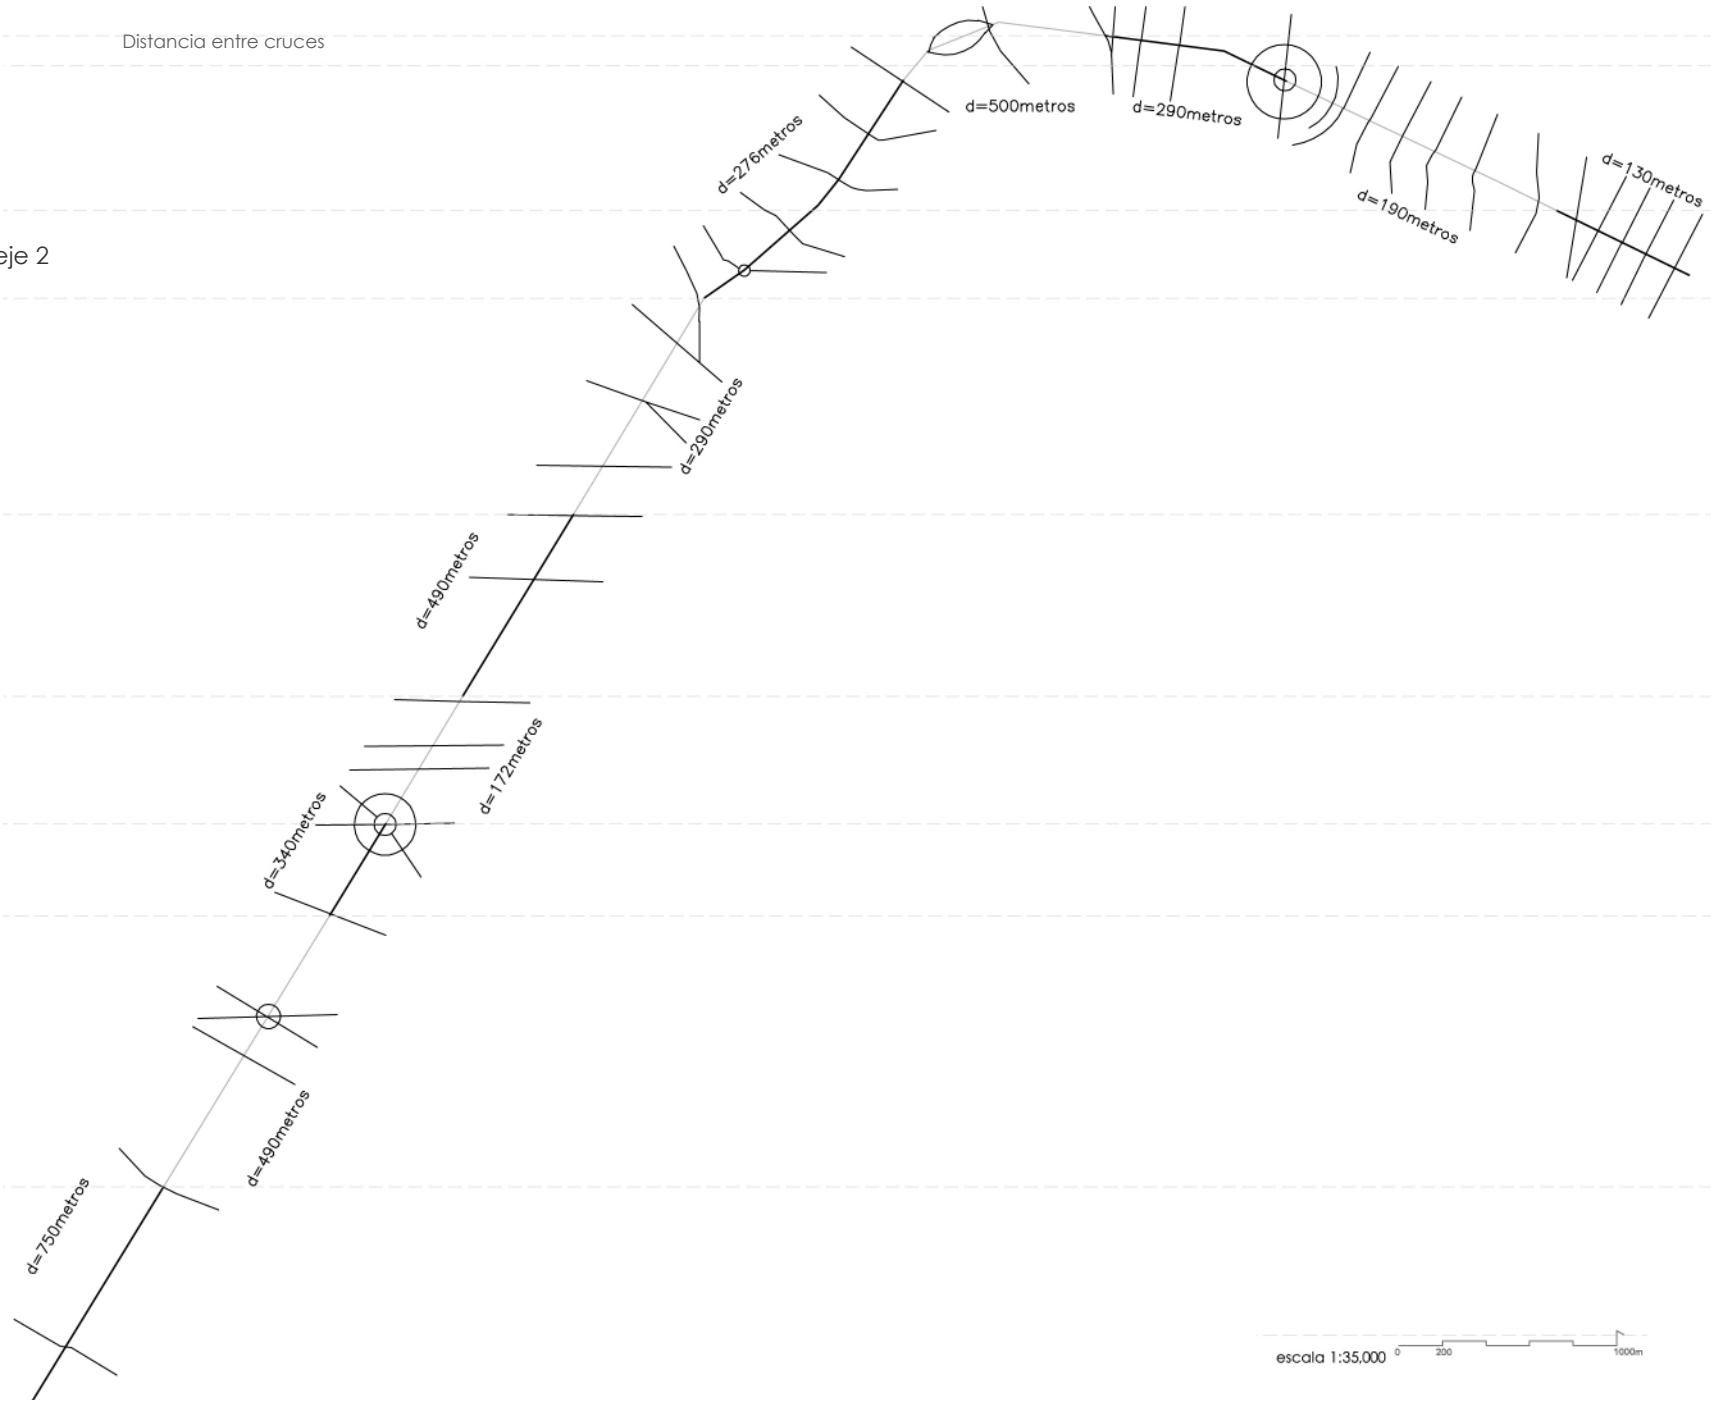 Distancia entre cruces
d=500metros
d=290metros
d=276metros
d=130metros
d=190metros
eje 2
d=290metros
d=490metros
d=172metros
d=340metros
d=490metros
d=750metros
escala 1:35,000
0 200 1000m